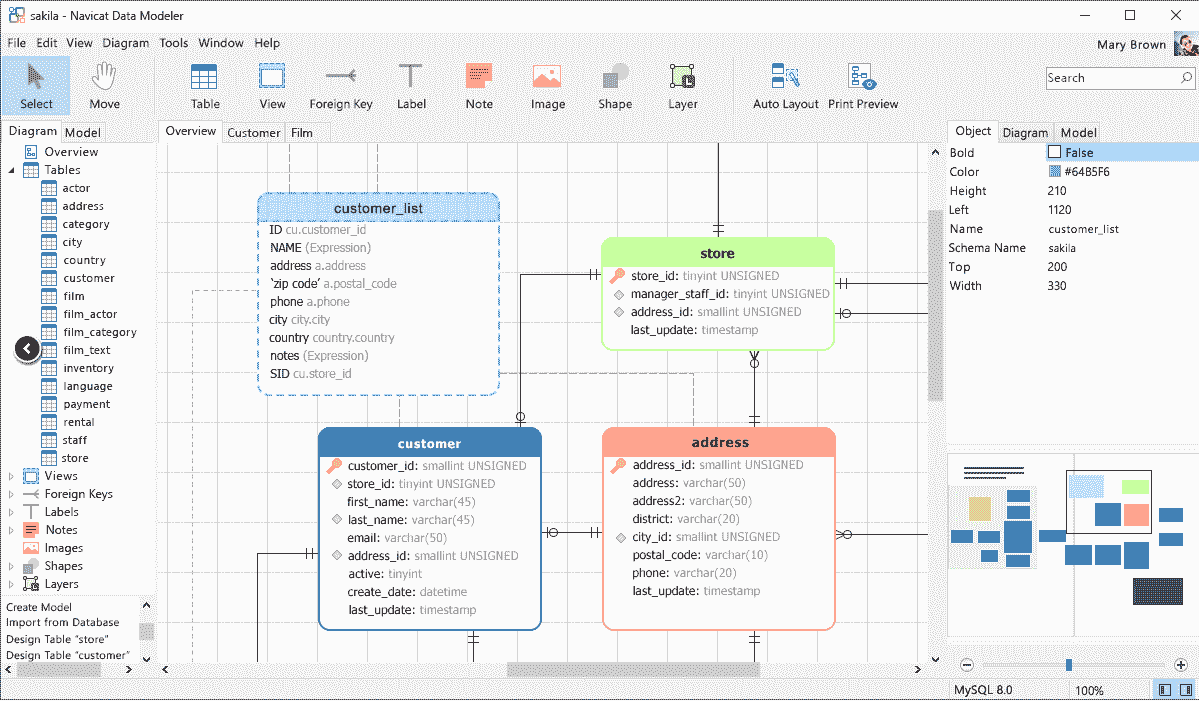 sakila - Navicat Data Modeler
File Edit View Diagram Tools Window Help
Mary Brown
Select Move Table View Foreign Key Label Note Image Shape Layer Auto Layout Print Preview
Search
Diagram Model
Overview
Tables
actor
address
category
city
country
customer
film
film_actor
film_category
film_text
inventory
language
payment
rental
staff
store
Views
Foreign Keys
Labels
Notes
Images
Shapes
Layers
Create Model
Import from Database
Design Table "store"
Design Table "customer"
Overview Customer Film
customer_list
ID cu.customer_id
NAME (Expression)
address a.address
'zip code' a.postal_code
phone a.phone
city city.city
country country.country
notes (Expression)
SID cu.store_id
store
store_id: tinyint UNSIGNED
manager_staff_id: tinyint UNSIGNED
address_id: smallint UNSIGNED
last_update: timestamp
customer
customer_id: smallint UNSIGNED
store_id: tinyint UNSIGNED
first_name: varchar(45)
last_name: varchar(45)
email: varchar(50)
address_id: smallint UNSIGNED
active: tinyint
create_date: datetime
last_update: timestamp
address
address_id: smallint UNSIGNED
address: varchar(50)
address2: varchar(50)
district: varchar(20)
city_id: smallint UNSIGNED
postal_code: varchar(10)
phone: varchar(20)
last_update: timestamp
Object Diagram Model
Bold False
Color #64B5F6
Height 210
Left 1120
Name customer_list
Schema Name sakila
Top 200
Width 330
MySQL 8.0 100%